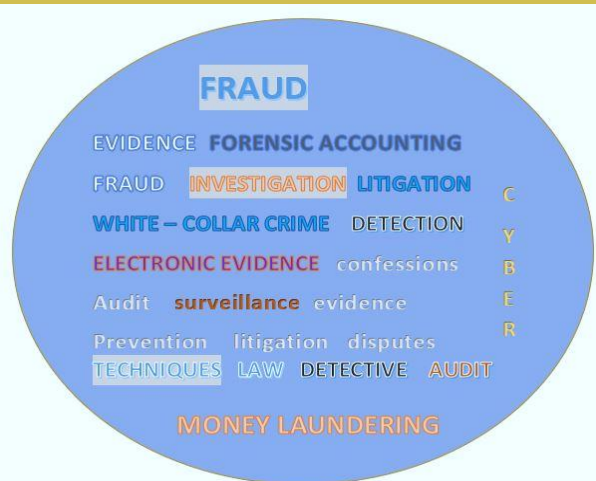 FRAUD
EVIDENCE FORENSIC ACCOUNTING
FRAUD INVESTIGATION LITIGATION
WHITE – COLLAR CRIME DETECTION
ELECTRONIC EVIDENCE confessions
Audit surveillance evidence
Prevention litigation disputes
TECHNIQUES LAW DETECTIVE AUDIT
MONEY LAUNDERING
CYBER